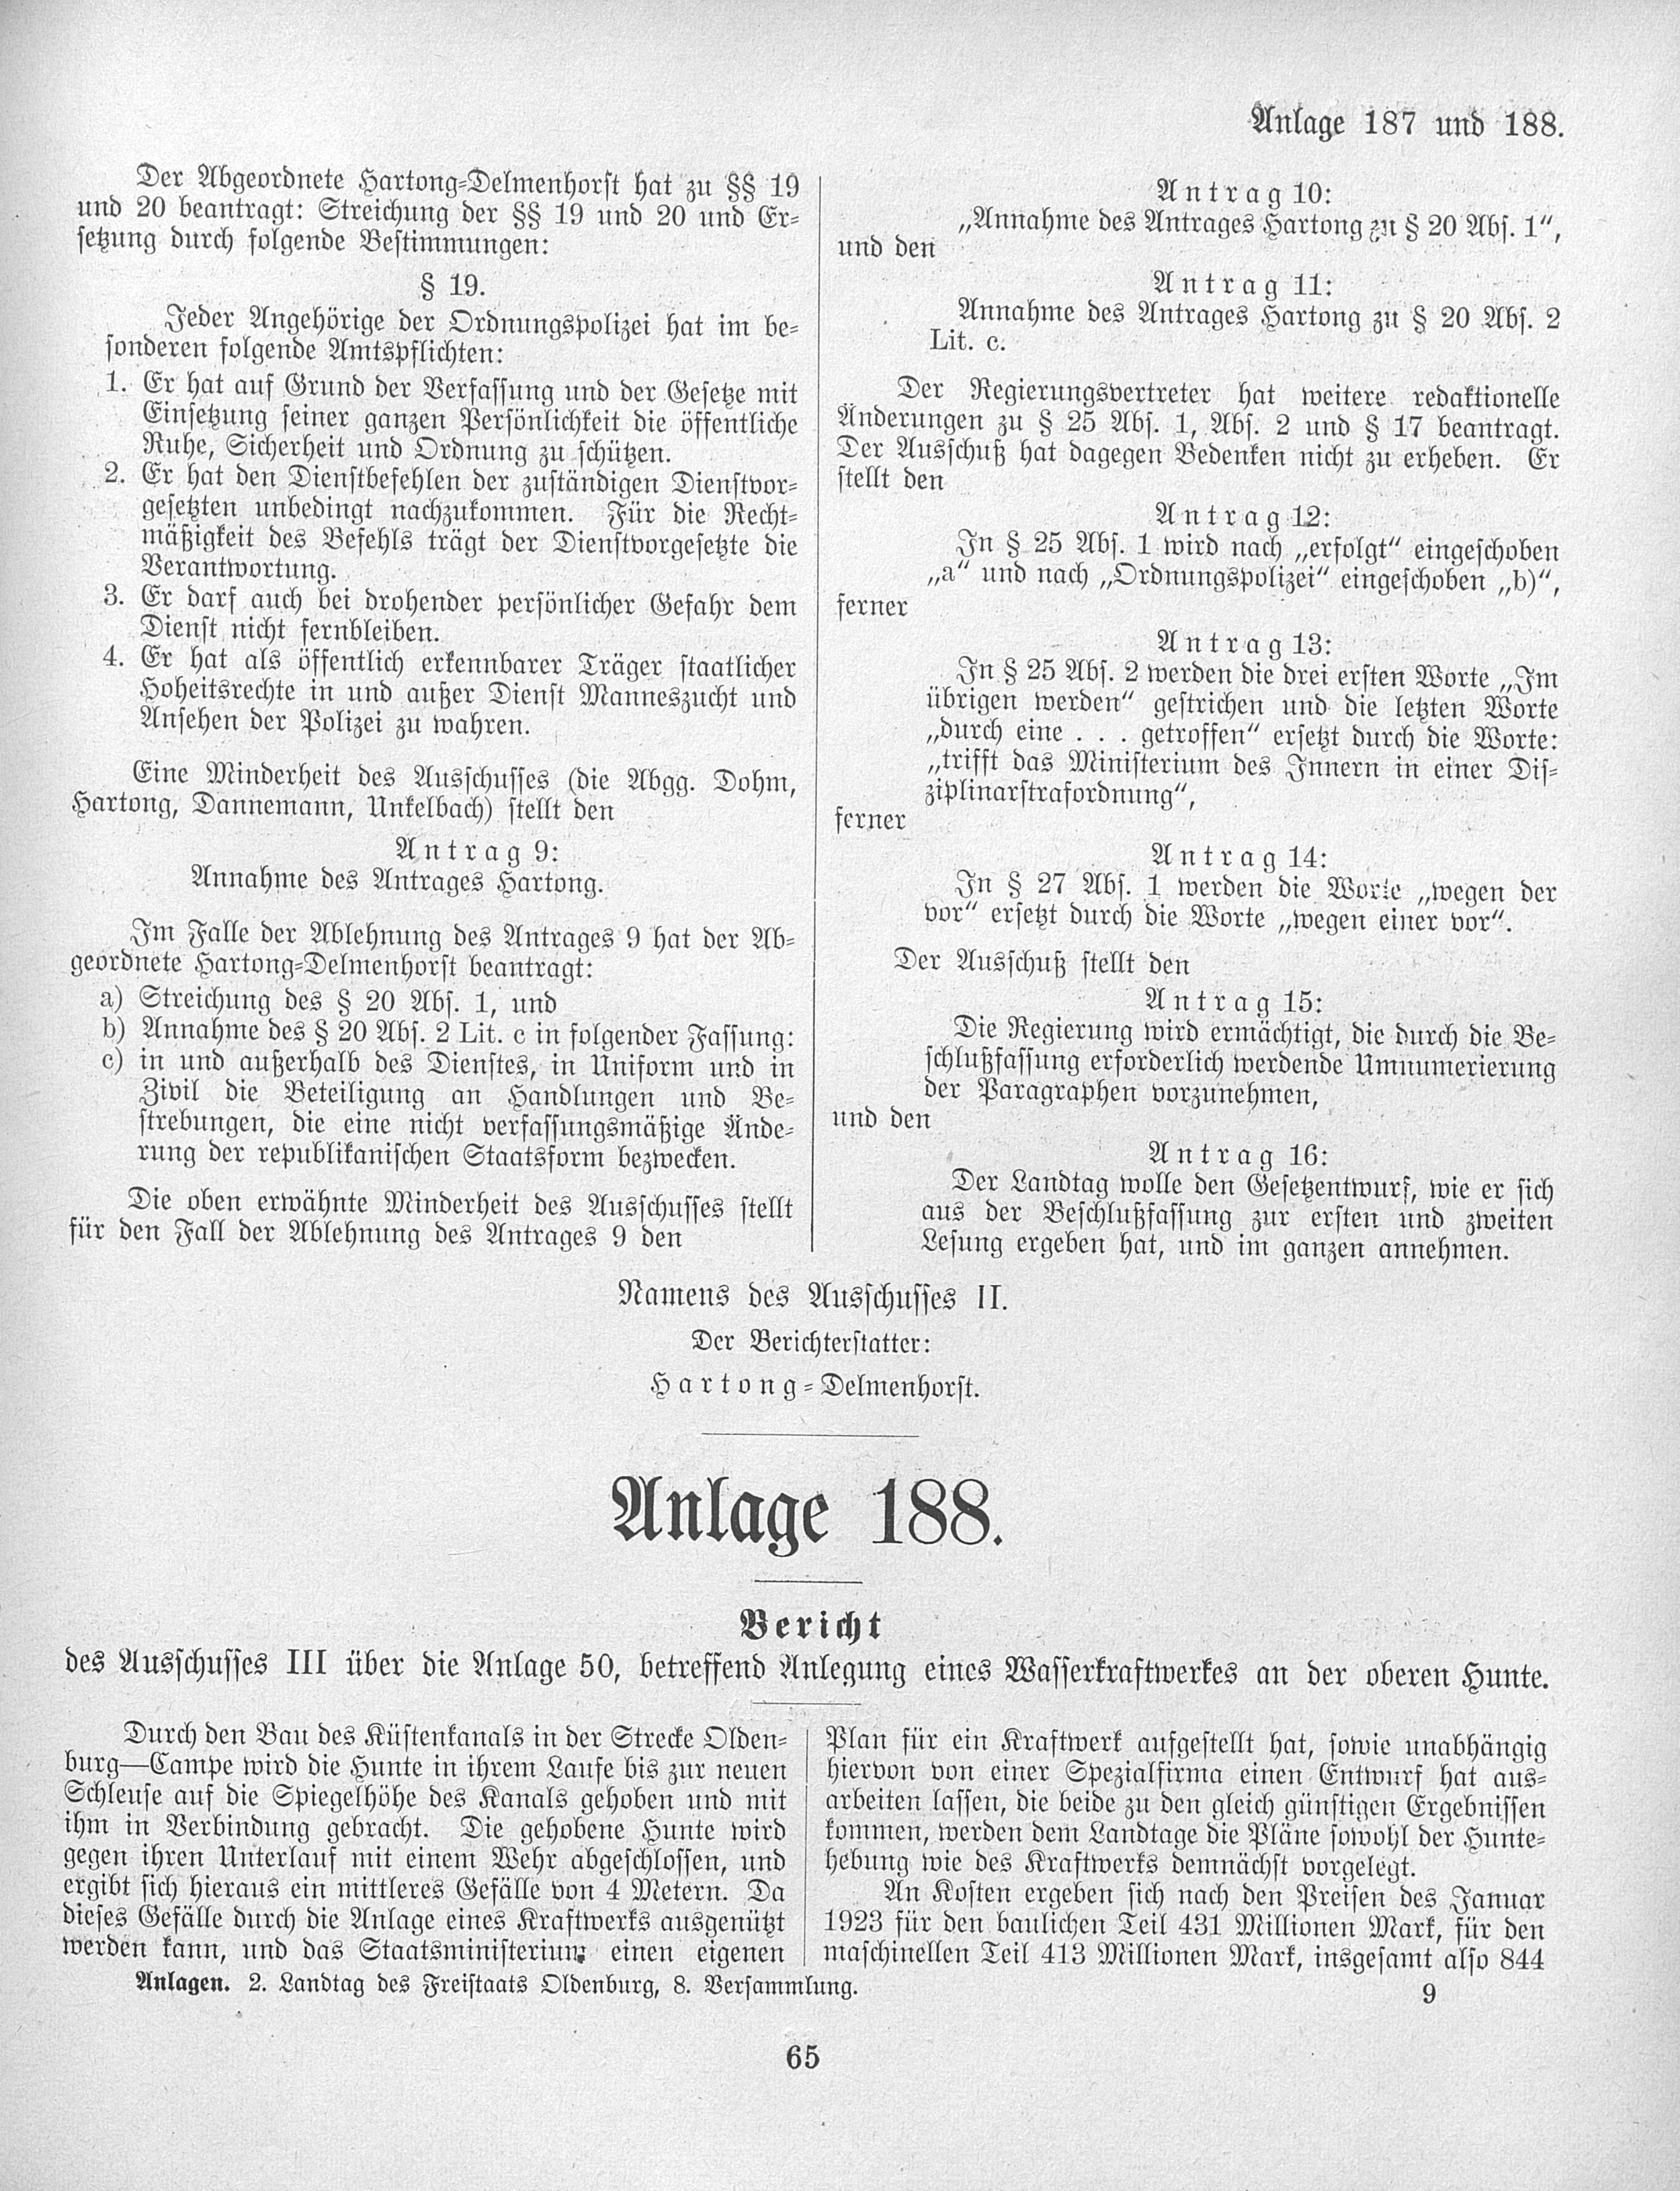 Anlage 187 und 188.
Der Abgeordnete Hartong-Delmenhorst hat zu §§ 19
und 20 beantragt: Streichung der §§ 19 und 20 und Er-
setzung durch folgende Bestimmungen:
§ 19.
Jeder Angehörige der Ordnungspolizei hat im be-
sonderen folgende Amtspflichten:
1. Er hat auf Grund der Verfassung und der Gesetze mit
Einsetzung seiner ganzen Persönlichkeit die öffentliche
Ruhe, Sicherheit und Ordnung zu schützen.
2. Er hat den Dienstbefehlen der zuständigen Dienstvor-
gesetzten unbedingt nachzukommen. Für die Recht-
mäßigkeit des Befehls trägt der Dienstvorgesetzte die
Verantwortung.
3. Er darf auch bei drohender persönlicher Gefahr dem
Dienst nicht fernbleiben.
4. Er hat als öffentlich erkennbarer Träger staatlicher
Hoheitsrechte in und außer Dienst Manneszucht und
Ansehen der Polizei zu wahren.
Eine Minderheit des Ausschusses (die Abgg. Dohm,
Hartong, Dannemann, Unkelbach) stellt den
Antrag 9:
Annahme des Antrages Hartong.
Im Falle der Ablehnung des Antrages 9 hat der Ab-
geordnete Hartong-Delmenhorst beantragt:
a) Streichung des § 20 Abs. 1, und
b) Annahme des § 20 Abs. 2 Lit. c in folgender Fassung:
c) in und außerhalb des Dienstes, in Uniform und in
Zivil die Beteiligung an Handlungen und Be-
strebungen, die eine nicht verfassungsmäßige Ände-
rung der republikanischen Staatsform bezwecken.
Die oben erwähnte Minderheit des Ausschusses stellt
für den Fall der Ablehnung des Antrages 9 den
Antrag 10:
„Annahme des Antrages Hartong zu § 20 Abs. 1“,
und den
Antrag 11:
Annahme des Antrages Hartong zu § 20 Abs. 2
Lit. c.
Der Regierungsvertreter hat weitere redaktionelle
Änderungen zu § 25 Abs. 1, Abs. 2 und § 17 beantragt.
Der Ausschuß hat dagegen Bedenken nicht zu erheben. Er
stellt den
Antrag 12:
In § 25 Abs. 1 wird nach „erfolgt“ eingeschoben
„a“ und nach „Ordnungspolizei“ eingeschoben „b)“,
ferner
Antrag 13:
In § 25 Abs. 2 werden die drei ersten Worte „Im
übrigen werden“ gestrichen und die letzten Worte
„durch eine . . . getroffen“ ersetzt durch die Worte:
„trifft das Ministerium des Innern in einer Dis-
ziplinarstrafordnung“,
ferner
Antrag 14:
In § 27 Abs. 1 werden die Worte „wegen der
vor“ ersetzt durch die Worte „wegen einer vor“.
Der Ausschuß stellt den
Antrag 15:
Die Regierung wird ermächtigt, die durch die Be-
schlußfassung erforderlich werdende Umnumerierung
der Paragraphen vorzunehmen,
und den
Antrag 16:
Der Landtag wolle den Gesetzentwurf, wie er sich
aus der Beschlußfassung zur ersten und zweiten
Lesung ergeben hat, und im ganzen annehmen.
Namens des Ausschusses II.
Der Berichterstatter:
Hartong-Delmenhorst.
Anlage 188.
Bericht
des Ausschusses III über die Anlage 50, betreffend Anlegung eines Wasserkraftwerkes an der oberen Hunte.
Durch den Bau des Küstenkanals in der Strecke Olden-
burg—Campe wird die Hunte in ihrem Laufe bis zur neuen
Schleuse auf die Spiegelhöhe des Kanals gehoben und mit
ihm in Verbindung gebracht. Die gehobene Hunte wird
gegen ihren Unterlauf mit einem Wehr abgeschlossen, und
ergibt sich hieraus ein mittleres Gefälle von 4 Metern. Da
dieses Gefälle durch die Anlage eines Kraftwerks ausgenützt
werden kann, und das Staatsministerium einen eigenen
Plan für ein Kraftwerk aufgestellt hat, sowie unabhängig
hiervon von einer Spezialfirma einen Entwurf hat aus-
arbeiten lassen, die beide zu den gleich günstigen Ergebnissen
kommen, werden dem Landtage die Pläne sowohl der Hunte-
hebung wie des Kraftwerks demnächst vorgelegt.
An Kosten ergeben sich nach den Preisen des Januar
1923 für den baulichen Teil 431 Millionen Mark, für den
maschinellen Teil 413 Millionen Mark, insgesamt also 844
Anlagen. 2. Landtag des Freistaats Oldenburg, 8. Versammlung.
9
65